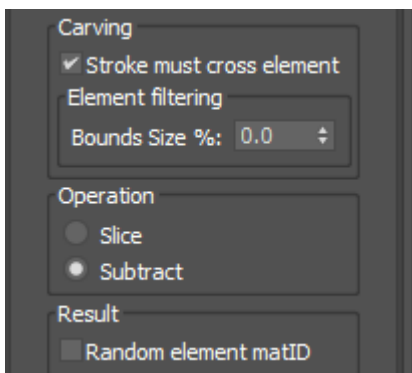 Carving
Stroke must cross element
Element filtering
Bounds Size %: 0.0
Operation
Slice
Subtract
Result
Random element matID